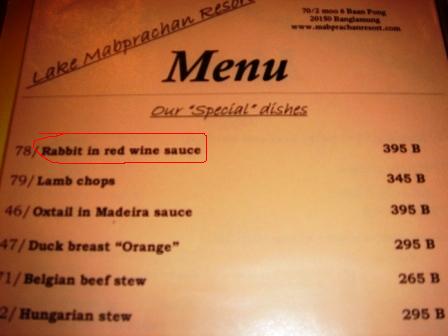 Lake Mabprachan Resort
70/2 moo 6 Baan Pong
20150 Banglamung
www.mabprachanresort.com
Menu
Our "Special" dishes
78/ Rabbit in red wine sauce 395 B
79/ Lamb chops 345 B
46/ Oxtail in Madeira sauce 395 B
47/ Duck breast "Orange" 295 B
71/ Belgian beef stew 265 B
2/ Hungarian stew 295 B